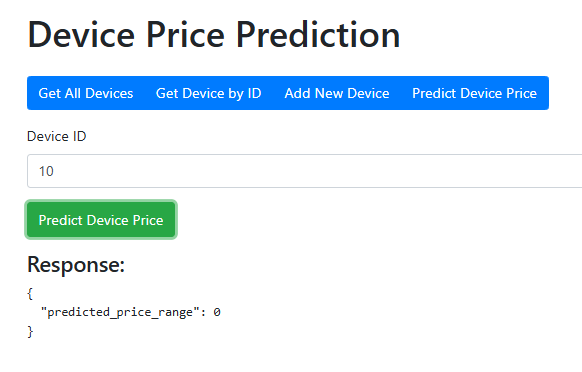 Device Price Prediction
Get All Devices Get Device by ID Add New Device Predict Device Price
Device ID
10
Predict Device Price
Response:
{
  "predicted_price_range": 0
}